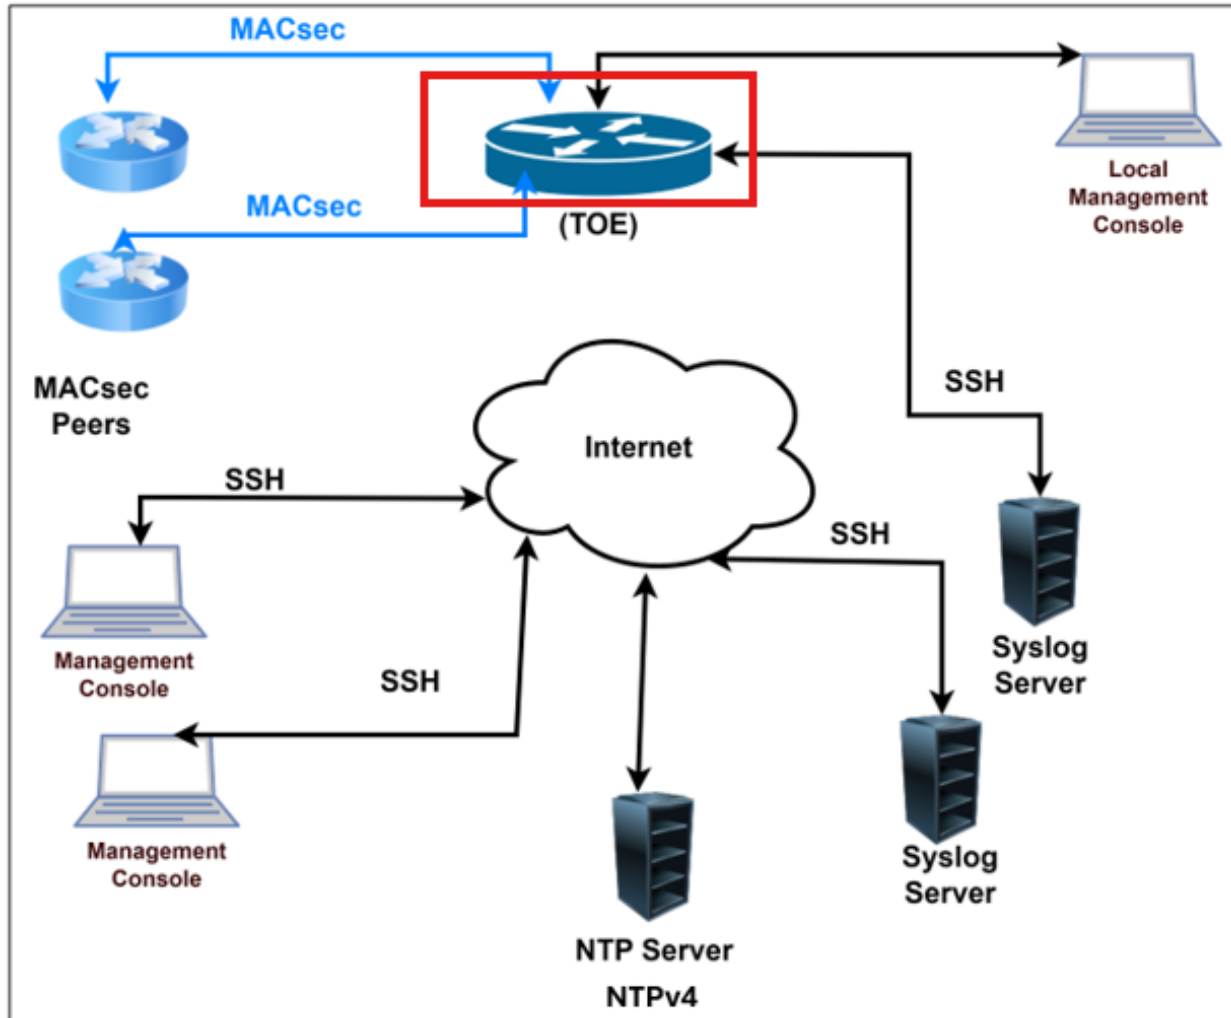 MACsec
MACsec
(TOE)
Local
Management
Console
MACsec
Peers
SSH
Internet
SSH
SSH
Syslog
Server
Management
Console
SSH
Management
Console
Syslog
Server
NTP Server
NTPv4